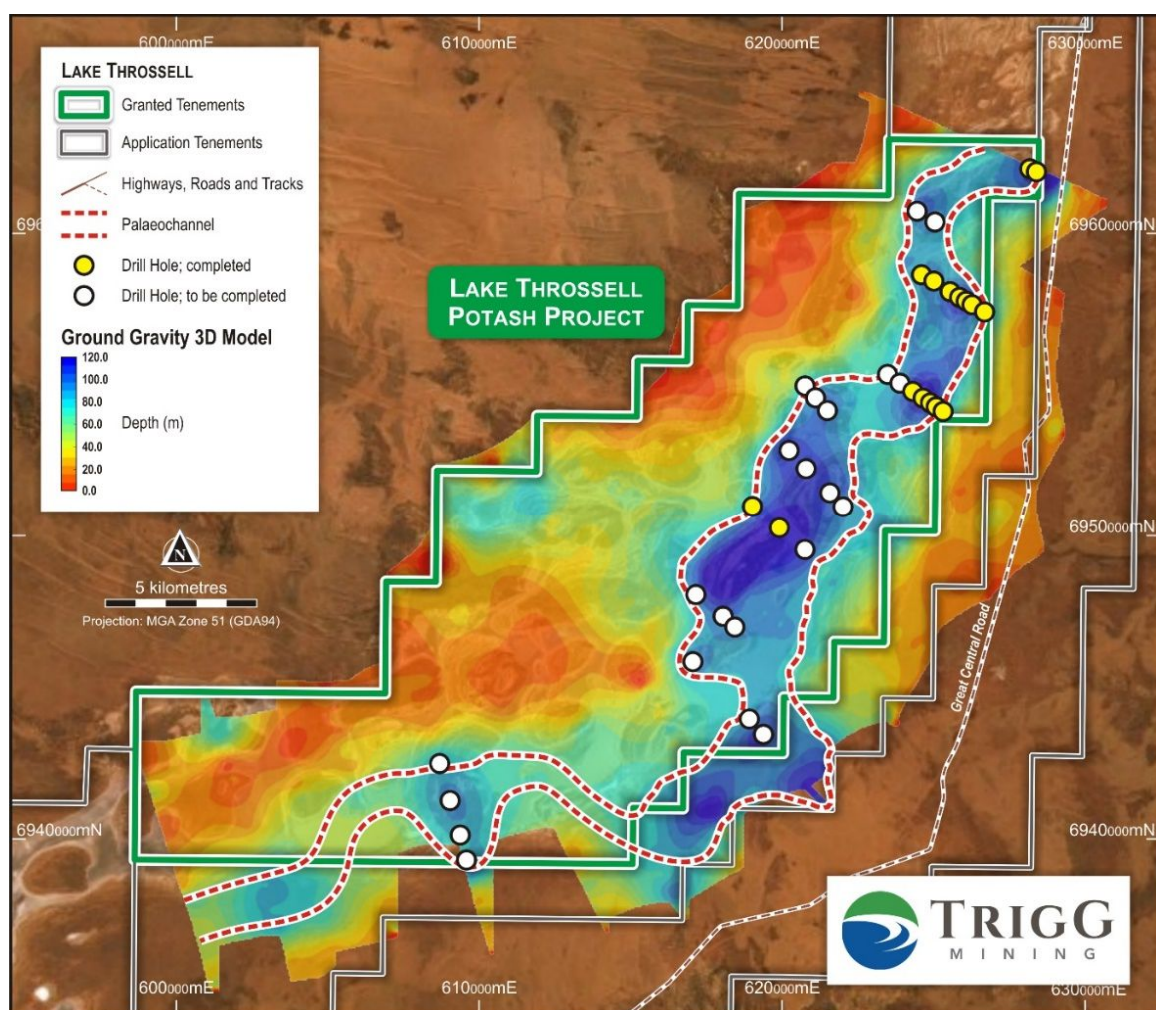 600000mE
610000mE
620000mE
630000mE
LAKE THROSSELL
Granted Tenements
Application Tenements
Highways, Roads and Tracks
Palaeochannel
Drill Hole; completed
Drill Hole; to be completed
Ground Gravity 3D Model
120.0
100.0
80.0
60.0
40.0
20.0
0.0
Depth (m)
696
6960000mN
LAKE THROSSELL
POTASH PROJECT
N
5 kilometres
Projection: MGA Zone 51 (GDA94)
6950000mN
Great Central Road
6940000mN
6940000mN
TRIGG
MINING
600000mE
610000mE
620000mE
630000mE